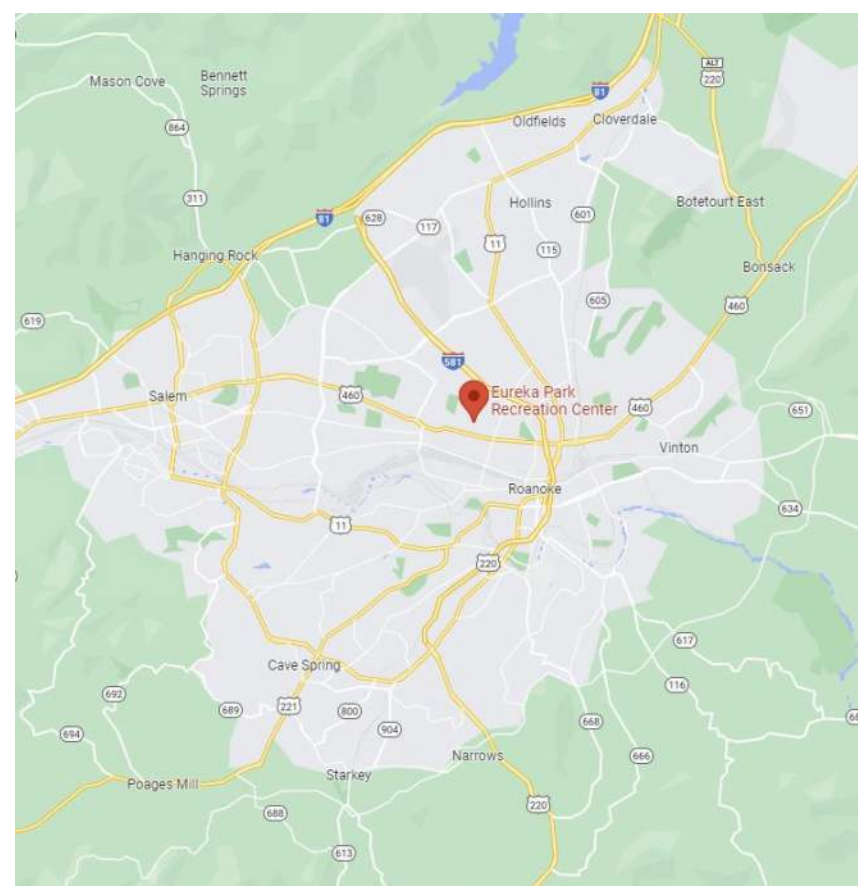 ALT
220
Bennett
Springs
Mason Cove
81
Oldfields
Cloverdale
864
311
Botetourt East
Hollins
601
81
628
117
11
115
Hanging Rock
Bonsack
605
460
619
581
Salem
460
Eureka Park
Recreation Center
460
651
Vinton
Roanoke
634
11
220
617
Cave Spring
116
692
689
221
800
668
904
694
666
Narrows
Starkey
Poages Mill
220
688
613